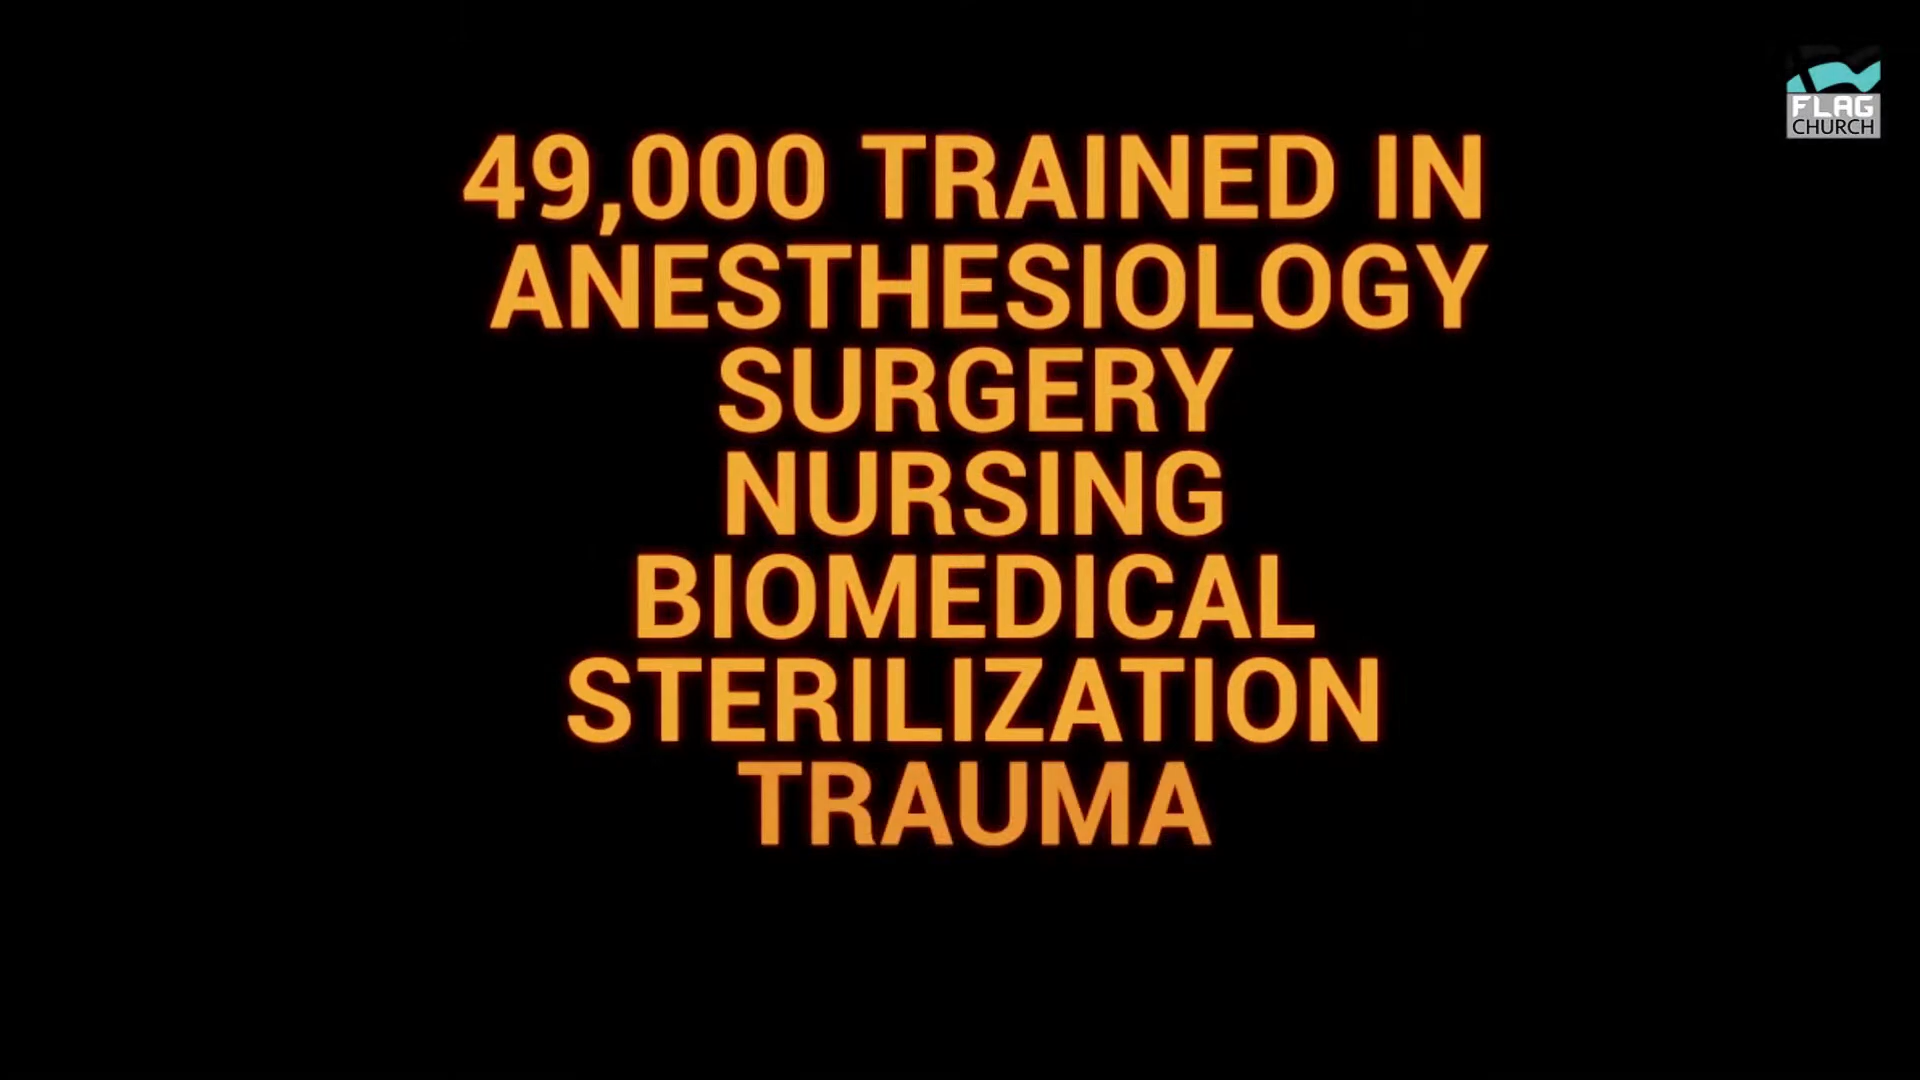 49,000 TRAINED IN
ANESTHESIOLOGY
SURGERY
NURSING
BIOMEDICAL
STERILIZATION
TRAUMA
FLAG
CHURCH